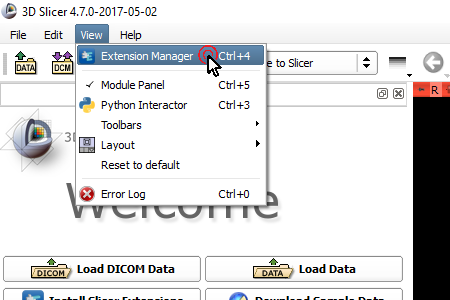 3D Slicer 4.7.0-2017-05-02
File Edit View Help
DATA DCM
Extension Manager Ctrl+4
to Slicer
R
Module Panel Ctrl+5
Python Interactor Ctrl+3
Toolbars
Layout
Reset to default
Error Log Ctrl+0
3D
Welcome
DICOM Load DICOM Data
DATA Load Data
Install Slicer Extensions
Download Sample Data